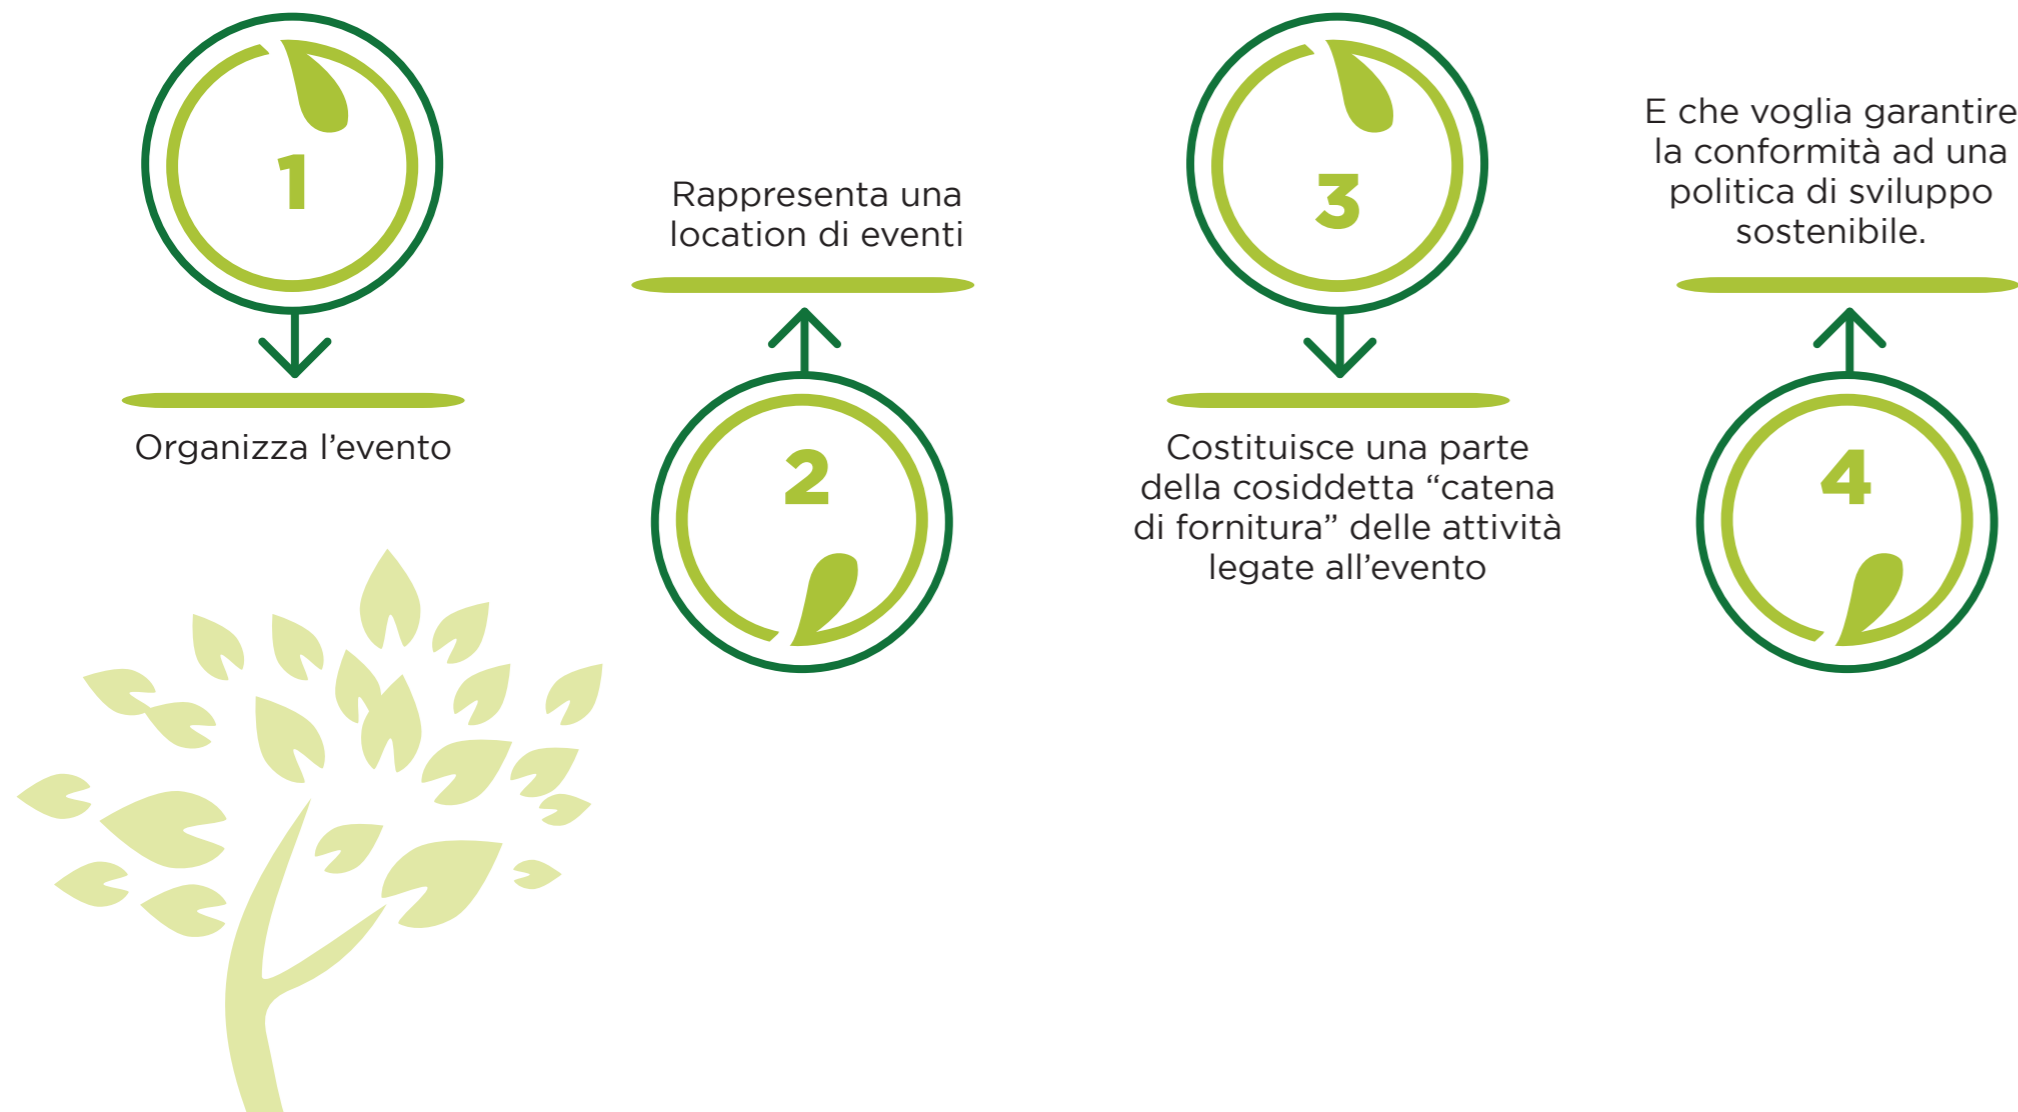 1
Organizza l’evento
Rappresenta una
location di eventi
2
3
Costituisce una parte
della cosiddetta “catena
di fornitura” delle attività
legate all’evento
E che voglia garantire
la conformità ad una
politica di sviluppo
sostenibile.
4